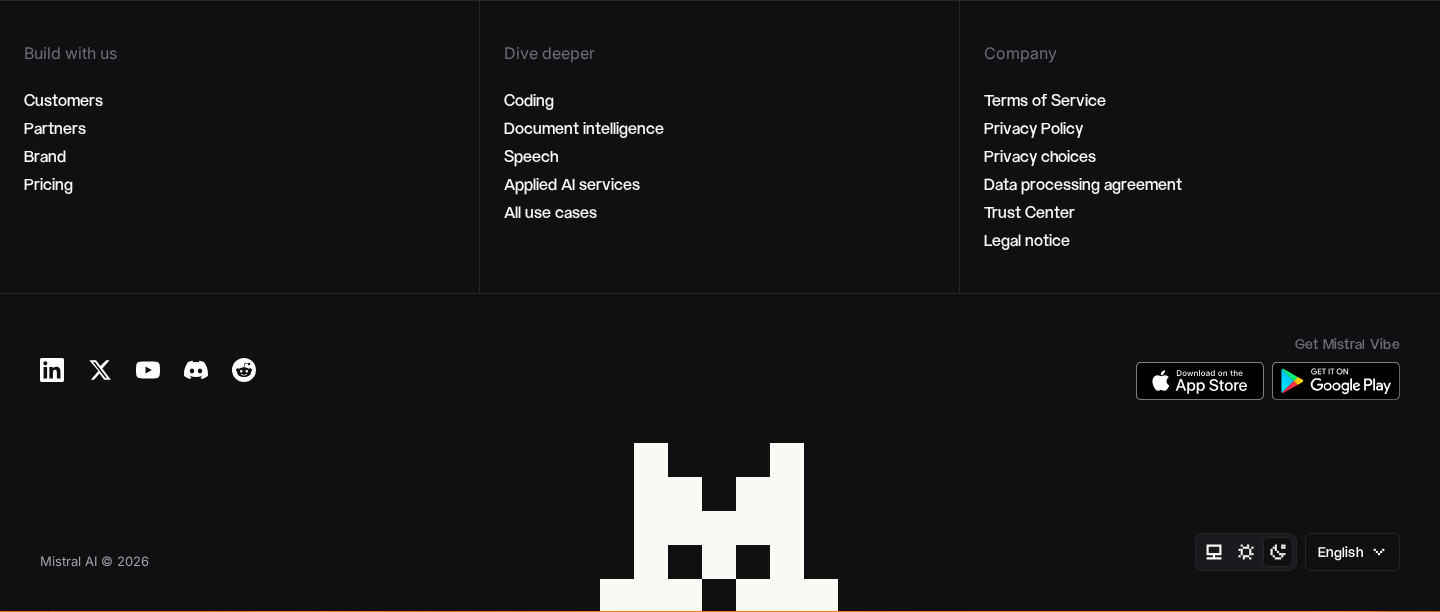 Build with us
Customers
Partners
Brand
Pricing
Dive deeper
Coding
Document intelligence
Speech
Applied AI services
All use cases
Company
Terms of Service
Privacy Policy
Privacy choices
Data processing agreement
Trust Center
Legal notice
Get Mistral Vibe
Download on the
App Store
GET IT ON
Google Play
Mistral AI © 2026
English